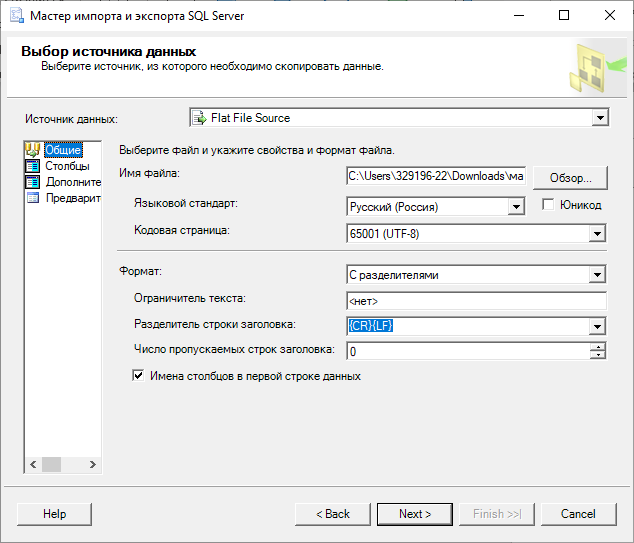 Мастер импорта и экспорта SQL Server
Выбор источника данных
Выберите источник, из которого необходимо скопировать данные.
Источник данных: Flat File Source
Общие
Столбцы
Дополните
Предварит
Выберите файл и укажите свойства и формат файла.
Имя файла: C:\Users\329196-22\Downloads\ма Обзор...
Языковой стандарт: Русский (Россия) Юникод
Кодовая страница: 65001 (UTF-8)
Формат: С разделителями
Ограничитель текста: <нет>
Разделитель строки заголовка: {CR}{LF}
Число пропускаемых строк заголовка: 0
Имена столбцов в первой строке данных
Help < Back Next > Finish >>| Cancel